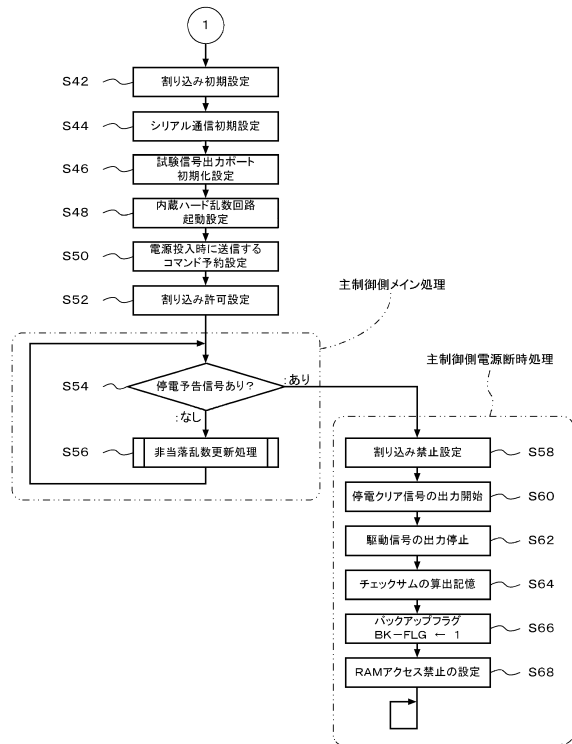 1
S42
割り込み初期設定
S44
シリアル通信初期設定
S46
試験信号出力ポート
初期化設定
S48
内蔵ハード乱数回路
起動設定
S50
電源投入時に送信する
コマンド予約設定
S52
割り込み許可設定
主制御側メイン処理
S54
停電予告信号あり?
:あり
:なし
S56
非当落乱数更新処理
主制御側電源断時処理
割り込み禁止設定
S58
停電クリア信号の出力開始
S60
駆動信号の出力停止
S62
チェックサムの算出記憶
S64
バックアップフラグ
BK-FLG ← 1
S66
RAMアクセス禁止の設定
S68